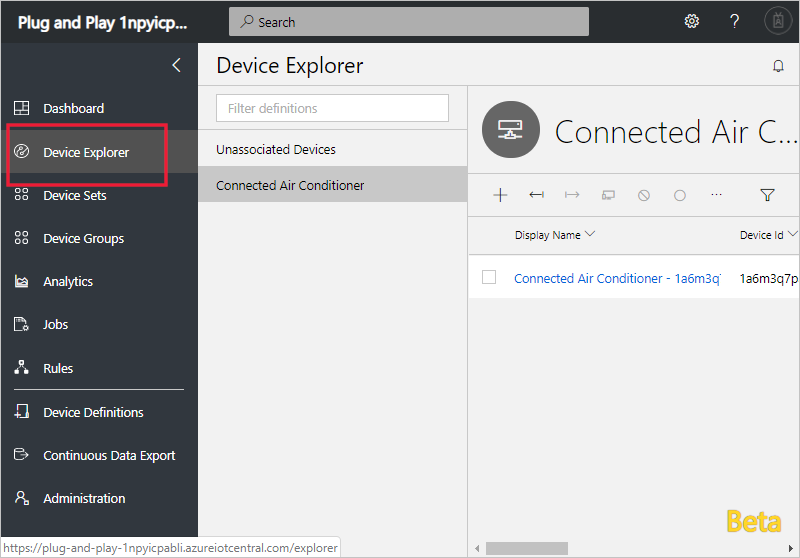 Plug and Play 1npyicp...
Search
?
Device Explorer
Dashboard
Device Explorer
Device Sets
Device Groups
Analytics
Jobs
Rules
Device Definitions
Continuous Data Export
Administration
Filter definitions
Unassociated Devices
Connected Air Conditioner
Connected Air C...
...
Display Name
Device Id
Connected Air Conditioner - 1a6m3q7
1a6m3q7p
Beta
https://plug-and-play-1npyicpabli.azureiotcentral.com/explorer